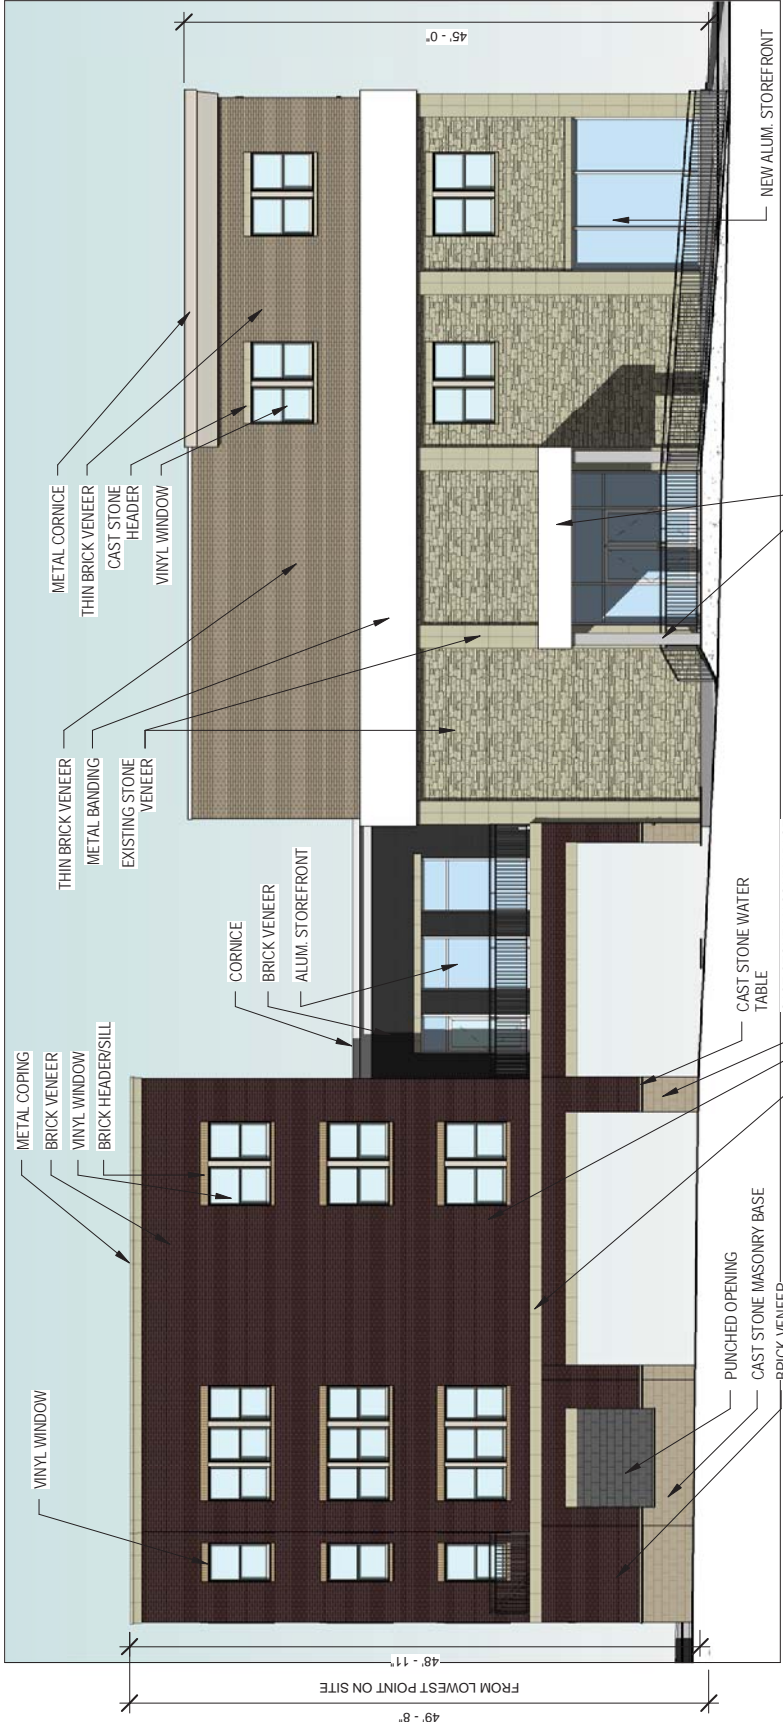 VINYL WINDOW
METAL COPING
BRICK VENEER
VINYL WINDOW
BRICK HEADER/SILL
CORNICE
BRICK VENEER
ALUM. STOREFRONT
THIN BRICK VENEER
METAL BANDING
EXISTING STONE
VENEER
METAL CORNICE
THIN BRICK VENEER
CAST STONE
HEADER
VINYL WINDOW
45' - 0"
49' - 8"
FROM LOWEST POINT ON SITE
48' - 11"
PUNCHED OPENING
CAST STONE MASONRY BASE
BRICK VENEER
CAST STONE WATER
TABLE
NEW ALUM. STOREFRONT